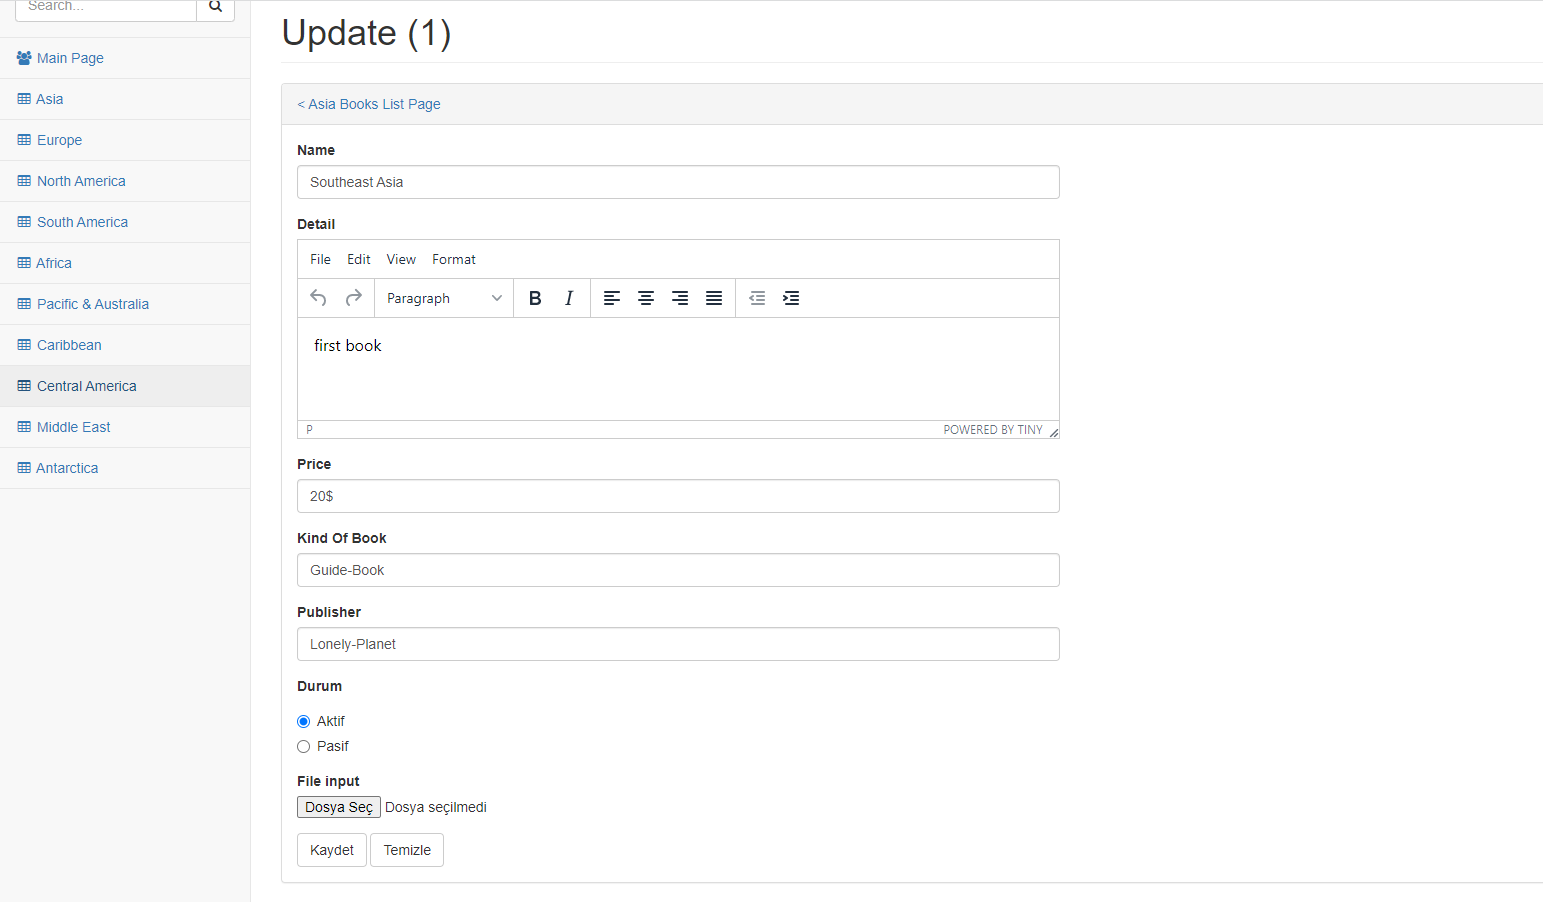 Search...
Main Page
Asia
Europe
North America
South America
Africa
Pacific & Australia
Caribbean
Central America
Middle East
Antarctica
Update (1)
< Asia Books List Page
Name
Southeast Asia
Detail
File Edit View Format
Paragraph B I
first book
P POWERED BY TINY
Price
20$
Kind Of Book
Guide-Book
Publisher
Lonely-Planet
Durum
Aktif
Pasif
File input
Dosya Seç Dosya seçilmedi
Kaydet Temizle